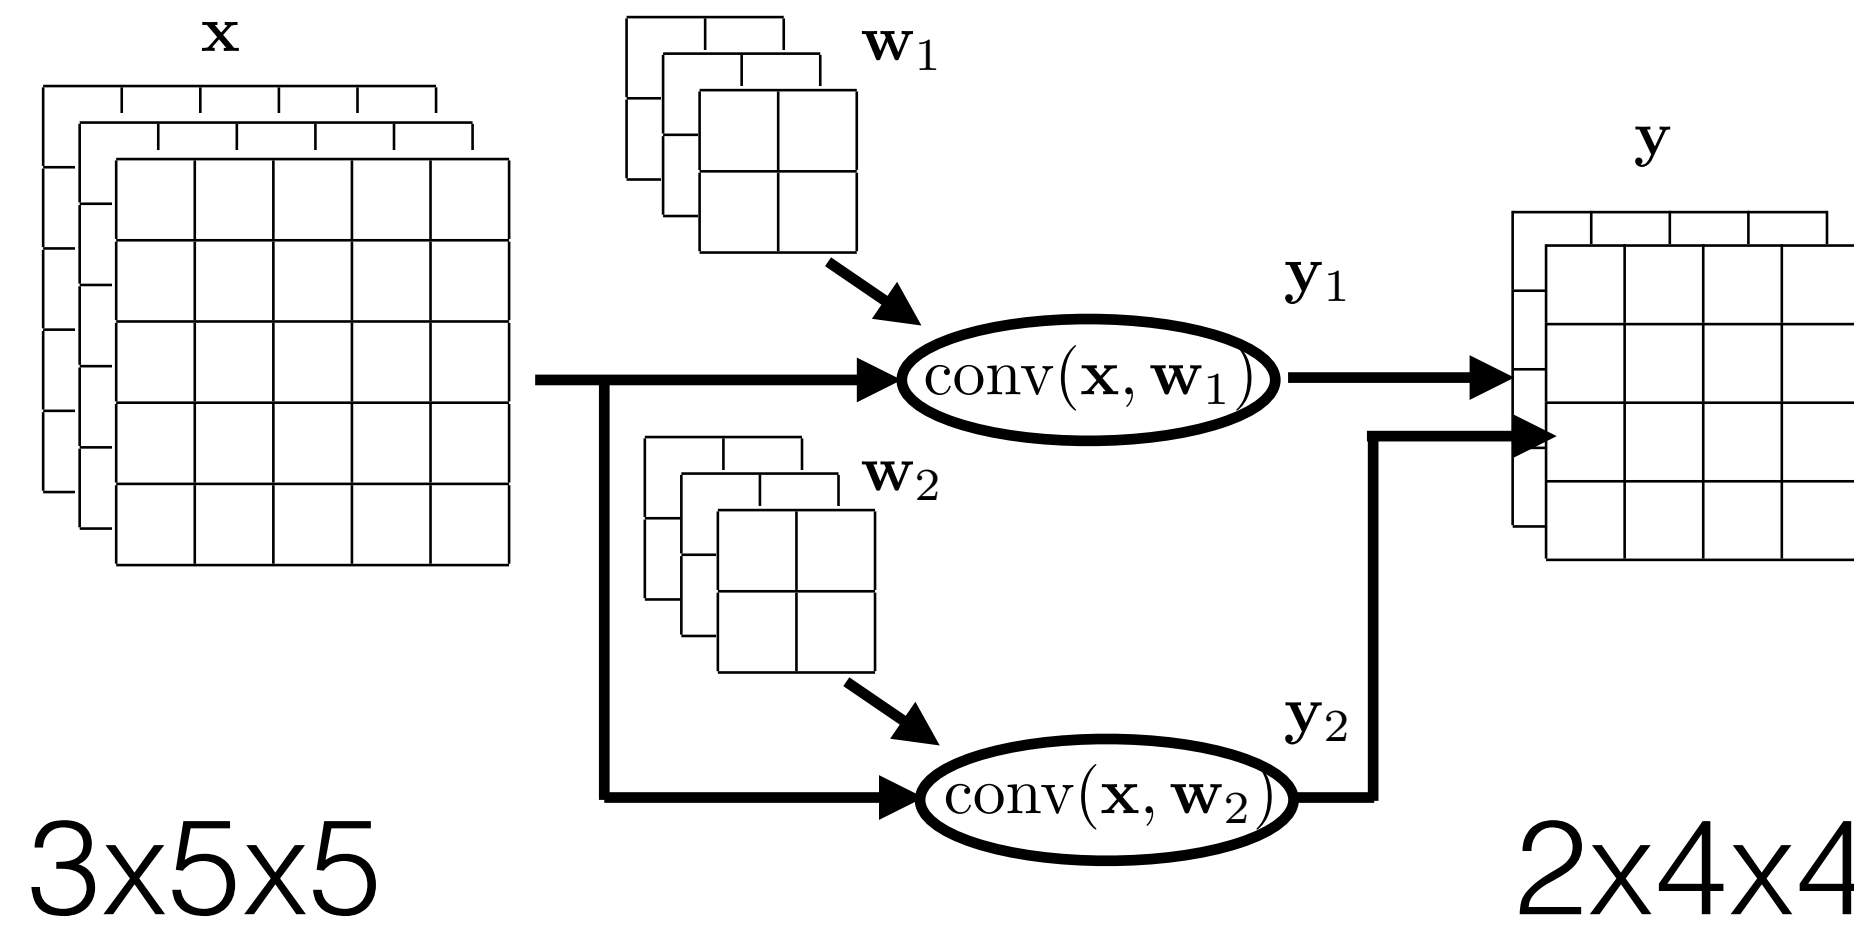 x
w₁
y
y₁
conv(x, w₁)
w₂
y₂
conv(x, w₂)
3x5x5
2x4x4